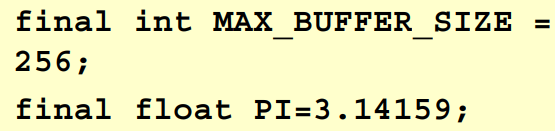 final int MAX_BUFFER_SIZE =
256;
final float PI=3.14159;